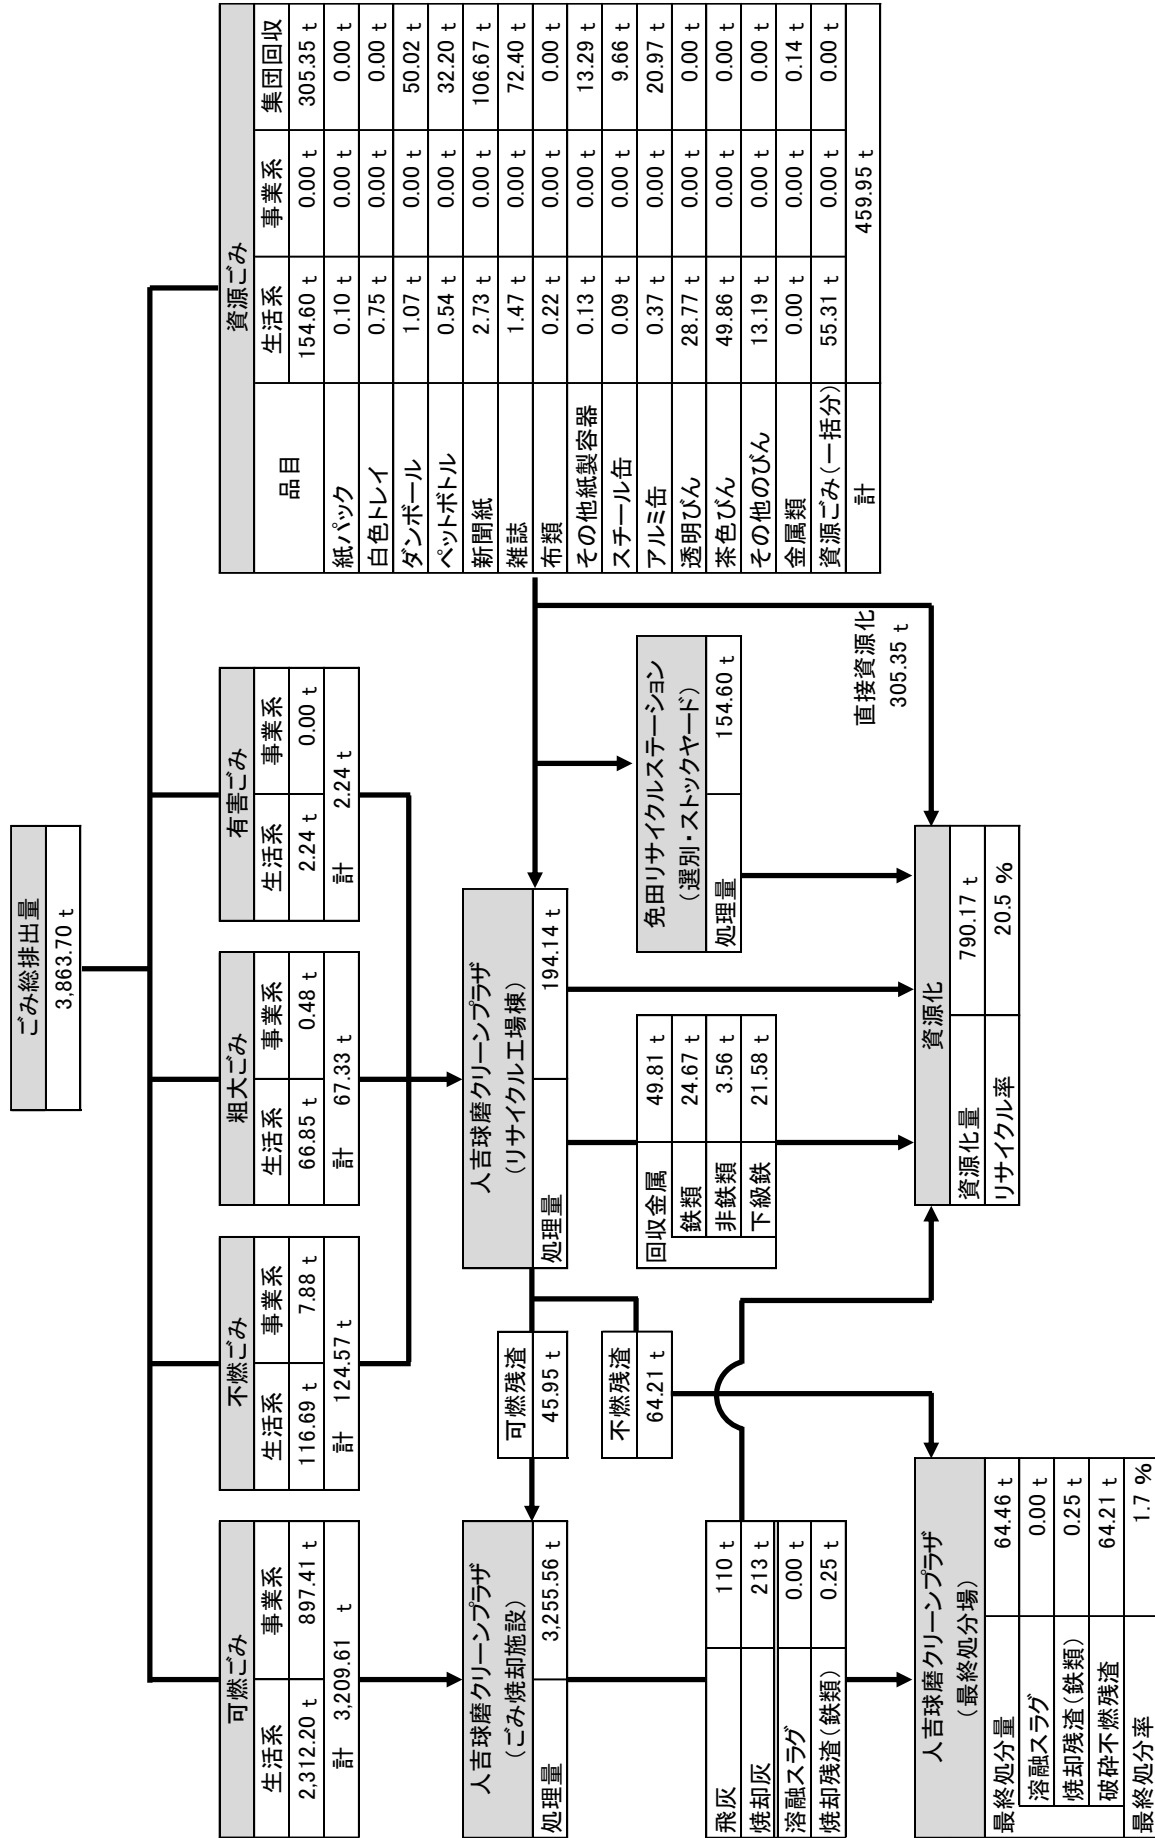 ごみ総排出量
3,863.70 t
可燃ごみ
生活系 事業系
2,312.20 t 897.41 t
計 3,209.61 t
不燃ごみ
生活系 事業系
116.69 t 7.88 t
計 124.57 t
粗大ごみ
生活系 事業系
66.85 t 0.48 t
計 67.33 t
有害ごみ
生活系 事業系
2.24 t 0.00 t
計 2.24 t
資源ごみ
品目 生活系 事業系 集団回収
154.60 t 0.00 t 305.35 t
紙パック 0.10 t 0.00 t 0.00 t
白色トレイ 0.75 t 0.00 t 0.00 t
ダンボール 1.07 t 0.00 t 50.02 t
ペットボトル 0.54 t 0.00 t 32.20 t
新聞紙 2.73 t 0.00 t 106.67 t
雑誌 1.47 t 0.00 t 72.40 t
布類 0.22 t 0.00 t 0.00 t
その他紙製容器 0.13 t 0.00 t 13.29 t
スチール缶 0.09 t 0.00 t 9.66 t
アルミ缶 0.37 t 0.00 t 20.97 t
透明びん 28.77 t 0.00 t 0.00 t
茶色びん 49.86 t 0.00 t 0.00 t
その他のびん 13.19 t 0.00 t 0.00 t
金属類 0.00 t 0.00 t 0.14 t
資源ごみ(一括分) 55.31 t 0.00 t 0.00 t
計 459.95 t
人吉球磨クリーンプラザ
(ごみ焼却施設)
処理量 3,255.56 t
可燃残渣
45.95 t
不燃残渣
64.21 t
人吉球磨クリーンプラザ
(リサイクル工場棟)
処理量 194.14 t
免田リサイクルステーション
(選別・ストックヤード)
処理量 154.60 t
飛灰 110 t
焼却灰 213 t
溶融スラグ 0.00 t
焼却残渣(鉄類) 0.25 t
回収金属 49.81 t
鉄類 24.67 t
非鉄類 3.56 t
下級鉄 21.58 t
直接資源化
305.35 t
人吉球磨クリーンプラザ
(最終処分場)
最終処分量 64.46 t
溶融スラグ 0.00 t
焼却残渣(鉄類) 0.25 t
破砕不燃残渣 64.21 t
最終処分率 1.7 %
資源化
資源化量 790.17 t
リサイクル率 20.5 %